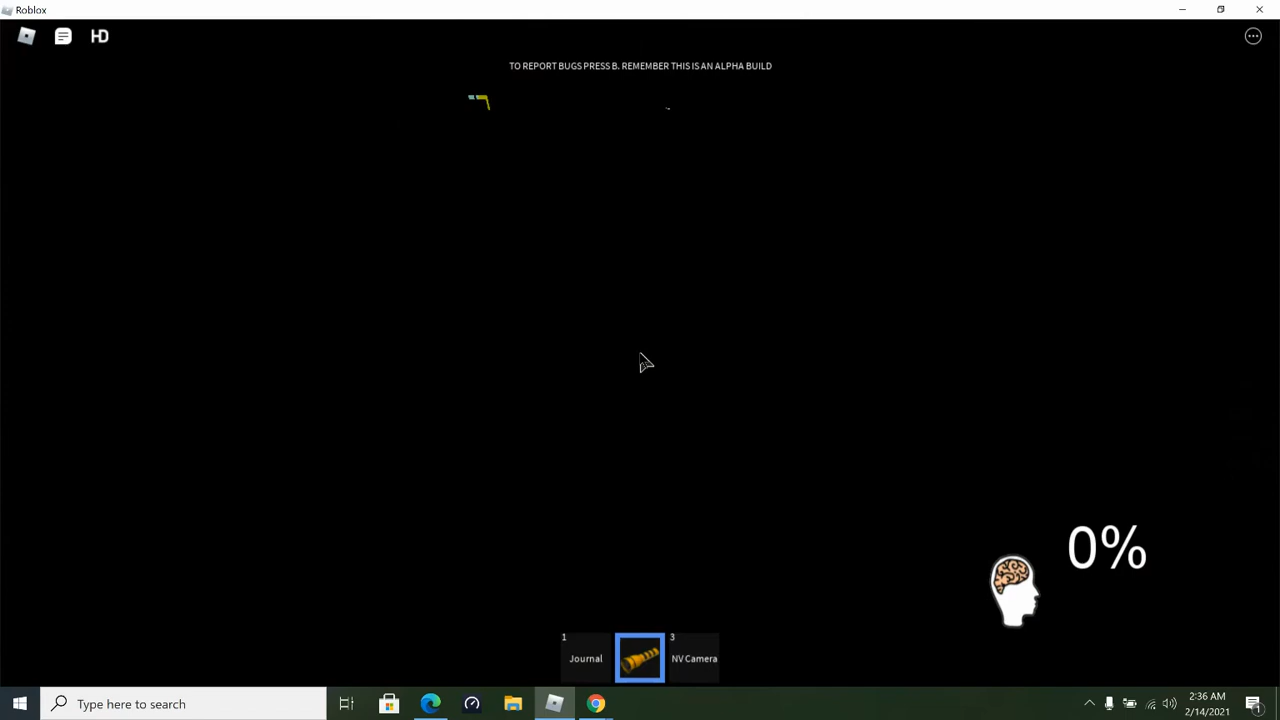 Roblox
HD
TO REPORT BUGS PRESS B. REMEMBER THIS IS AN ALPHA BUILD
0%
1
3
Journal
NV Camera
Type here to search
2:36 AM
2/14/2021
1